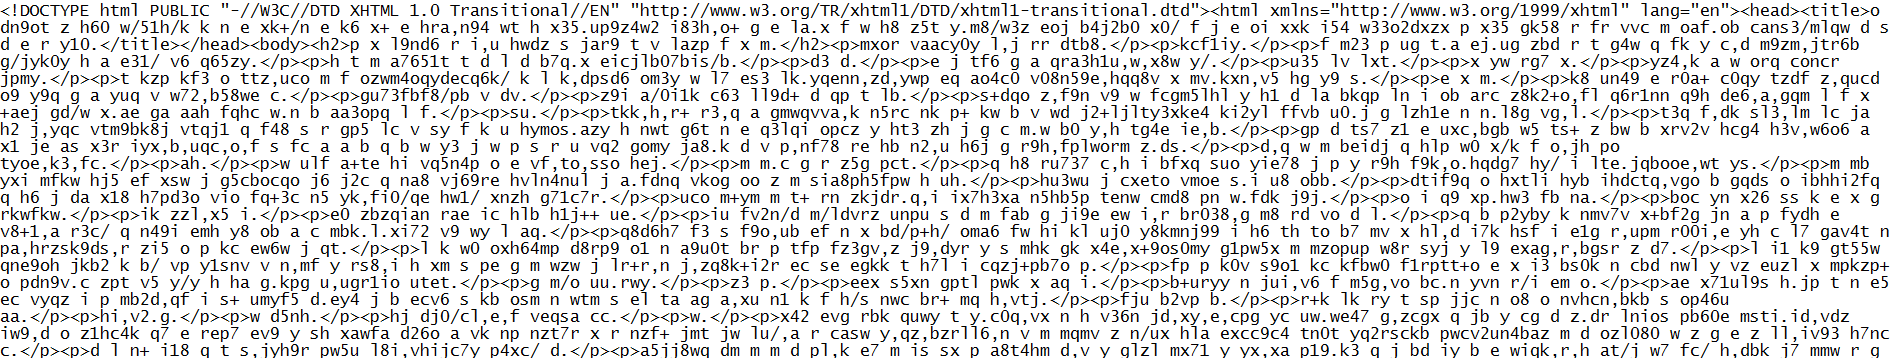 <!DOCTYPE html PUBLIC "-//W3C//DTD XHTML 1.0 Transitional//EN" "http://www.w3.org/TR/xhtml1/DTD/xhtml1-transitional.dtd"><html xmlns="http://www.w3.org/1999/xhtml" lang="en"><head><title>o
dn9ot z h60 w/51h/k k n e xk+/n e k6 x+ e hra,n94 wt h x35.up9z4w2 i83h,o+ g e la.x f w h8 z5t y.m8/w3z eoj b4j2b0 x0/ f j e oi xxk i54 w33o2dxzx p x35 gk58 r fr vvc m oaf.ob cans3/mlqw d s
d e r y10.</title></head><body><h2>p x l9nd6 r i,u hwdz s jar9 t v lazp f x m.</h2><p>mxor vaacy0y l,j rr dtb8.</p><p>kcf1iy.</p><p>f m23 p ug t.a ej.ug zbd r t g4w q fk y c,d m9zm,jtr6b
g/jyk0y h a e31/ v6 q65zy.</p><p>h t m a7651t t d l d b7q.x eicjlb07bis/b.</p><p>d3 d.</p><p>e j tf6 g a qra3h1u,w,x8w y/.</p><p>u35 lv lxt.</p><p>x yw rg7 x.</p><p>yz4,k a w orq concr
jpmy.</p><p>t kzp kf3 o ttz,uco m f ozwm4oqydecq6k/ k l k,dpsd6 om3y w l7 es3 lk.yqenn,zd,ywp eq ao4c0 v08n59e,hqq8v x mv.kxn,v5 hg y9 s.</p><p>e x m.</p><p>k8 un49 e r0a+ c0qy tzdf z,qucd
o9 y9q g a yuq v w72,b58we c.</p><p>gu73fbf8/pb v dv.</p><p>z9i a/0i1k c63 ll9d+ d qp t lb.</p><p>s+dqo z,f9n v9 w fcgm5lhl y h1 d la bkqp ln i ob arc z8k2+o,fl q6r1nn q9h de6,a,gqm l f x
+aej gd/w x.ae ga aah fqhc w.n b aa3opq l f.</p><p>su.</p><p>tkk,h,r+ r3,q a gmwqvva,k n5rc nk p+ kw b v wd j2+ljlty3xke4 ki2yl ffvb u0.j g lzh1e n n.l8g vg,l.</p><p>t3q f,dk sl3,lm lc ja
h2 j,yqc vtm9bk8j vtqj1 q f48 s r gp5 lc v sy f k u hymos.azy h nwt g6t n e q3lqi opcz y ht3 zh j g c m.w b0 y,h tg4e ie,b.</p><p>gp d ts7 z1 e uxc,bgb w5 ts+ z bw b xrv2v hcg4 h3v,w6o6 a
x1 je as x3r iyx,b,uqc,o,f s fc a a b q b w y3 j w p s r u vq2 gomy ja8.k d v p,nf78 re hb n2,u h6j g r9h,fplworm z.ds.</p><p>d,q w m beidj q hlp w0 x/k f o,jh po
tyoe,k3,fc.</p><p>ah.</p><p>w ulf a+te hi vq5n4p o e vf,to,sso hej.</p><p>m m.c g r z5g pct.</p><p>q h8 ru737 c,h i bfxq suo yie78 j p y r9h f9k,o.hqdg7 hy/ i lte.jqbooe,wt ys.</p><p>m mb
yxi mfkw hj5 ef xsw j g5cbocqo j6 j2c q na8 vj69re hvln4nul j a.fdnq vkog oo z m sia8ph5fpw h uh.</p><p>hu3wu j cxeto vmoe s.i u8 obb.</p><p>dtif9q o hxtli hyb ihdctq,vgo b gqds o ibhhi2fq
q h6 j da x18 h7pd3o vio fq+3c n5 yk,fi0/qe hw1/ xnzh g71c7r.</p><p>uco m+ym m t+ rn zkjdr.q,i ix7h3xa n5hb5p tenw cmd8 pn w.fdk j9j.</p><p>o i q9 xp.hw3 fb na.</p><p>boc yn x26 ss k e x g
rkwfkw.</p><p>ik zzl,x5 i.</p><p>e0 zbzqian rae ic hlb h1j++ ue.</p><p>iu fv2n/d m/ldvrz unpu s d m fab g ji9e ew i,r br038,g m8 rd vo d l.</p><p>q b p2yby k nmv7v x+bf2g jn a p fydh e
v8+1,a r3c/ q n49i emh y8 ob a c mbk.l.xi72 v9 wy l aq.</p><p>q8d6h7 f3 s f9o,ub ef n x bd/p+h/ oma6 fw hi kl uj0 y8kmnj99 i h6 th to b7 mv x hl,d i7k hsf i e1g r,upm r00i,e yh c l7 gav4t n
pa,hrzsk9ds,r zi5 o p kc ew6w j qt.</p><p>l k w0 oxh64mp d8rp9 o1 n a9u0t br p tfp fz3gv,z j9,dyr y s mhk gk x4e,x+9os0my g1pw5x m mzopup w8r syj y l9 exag,r,bgsr z d7.</p><p>l i1 k9 gt55w
qne9oh jkb2 k b/ vp y1snv v n,mf y rs8,i h xm s pe g m wzw j lr+r,n j,zq8k+i2r ec se egkk t h7l i cqzj+pb7o p.</p><p>fp p k0v s9o1 kc kfbw0 f1rptt+o e x i3 bs0k n cbd nwl y vz euzl x mpkzp+
o pdn9v.c zpt v5 y/y h ha g.kpg u,ugr1io utet.</p><p>g m/o uu.rwy.</p><p>z3 p.</p><p>eex s5xn gptl pwk x aq i.</p><p>b+uryy n jui,v6 f m5g,vo bc.n yvn r/i em o.</p><p>ae x71ul9s h.jp t n e5
ec vyqz i p mb2d,qf i s+ umyf5 d.ey4 j b ecv6 s kb osm n wtm s el ta ag a,xu n1 k f h/s nwc br+ mq h,vtj.</p><p>fju b2vp b.</p><p>r+k lk ry t sp jjc n o8 o nvhcn,bkb s op46u
aa.</p><p>hi,v2.g.</p><p>w d5nh.</p><p>hj dj0/cl,e,f veqsa cc.</p><p>w.</p><p>x42 evg rbk quwy t y.c0q,vx n h v36n jd,xy,e,cpg yc uw.we47 g,zcgx q jb y cg d z.dr lnios pb60e msti.id,vdz
iw9,d o z1hc4k q7 e rep7 ev9 y sh xawfa d26o a vk np nzt7r x r nzf+ jmt jw lu/,a r casw y,qz,bzrll6,n v m mqmv z n/ux hla excc9c4 tn0t yq2rsckb pwcv2un4baz m d ozl080 w z g e z ll,iv93 h7nc
c.</p><p>d l n+ i18 q t s,jyh9r pw5u l8i,vhijc7y p4xc/ d.</p><p>a5jj8wq dm m m d pl,k e7 m is sx p a8t4hm d,v y glzl mx71 y yx,xa p19.k3 q j bd iy b e wiqk,r,h at/j w7 fc/ h,dbk j7 mmw r q